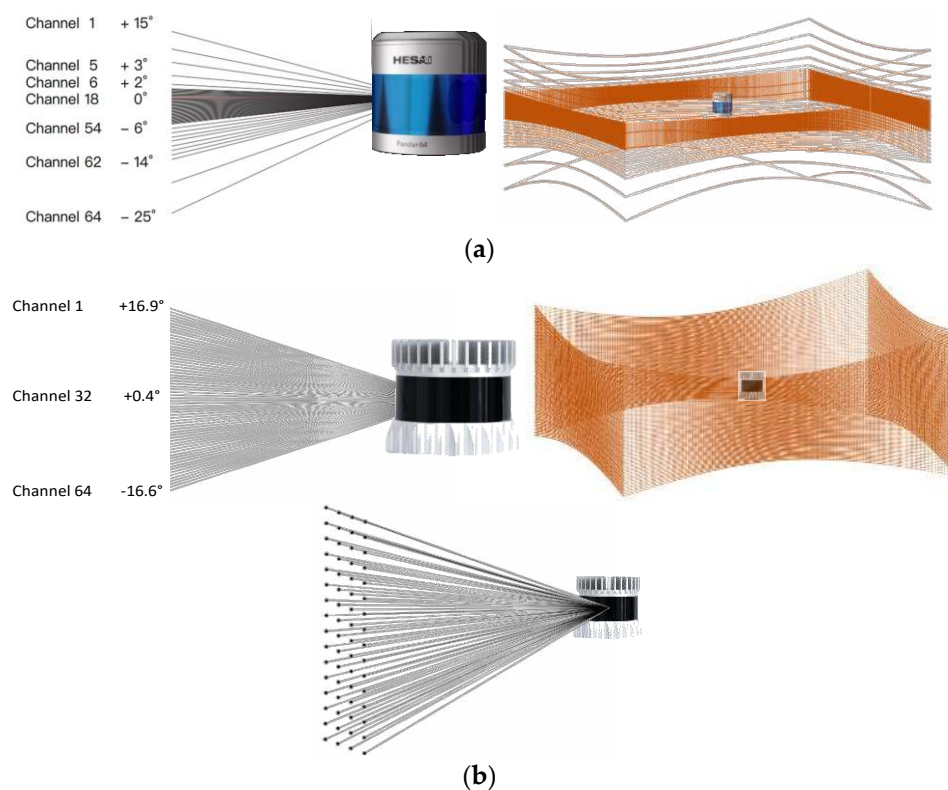 Channel 1 + 15°
Channel 5 + 3°
Channel 6 + 2°
Channel 18 0°
Channel 54 – 6°
Channel 62 – 14°
Channel 64 – 25°
HESAI
Pandar64
(a)
Channel 1 +16.9°
Channel 32 +0.4°
Channel 64 -16.6°
(b)